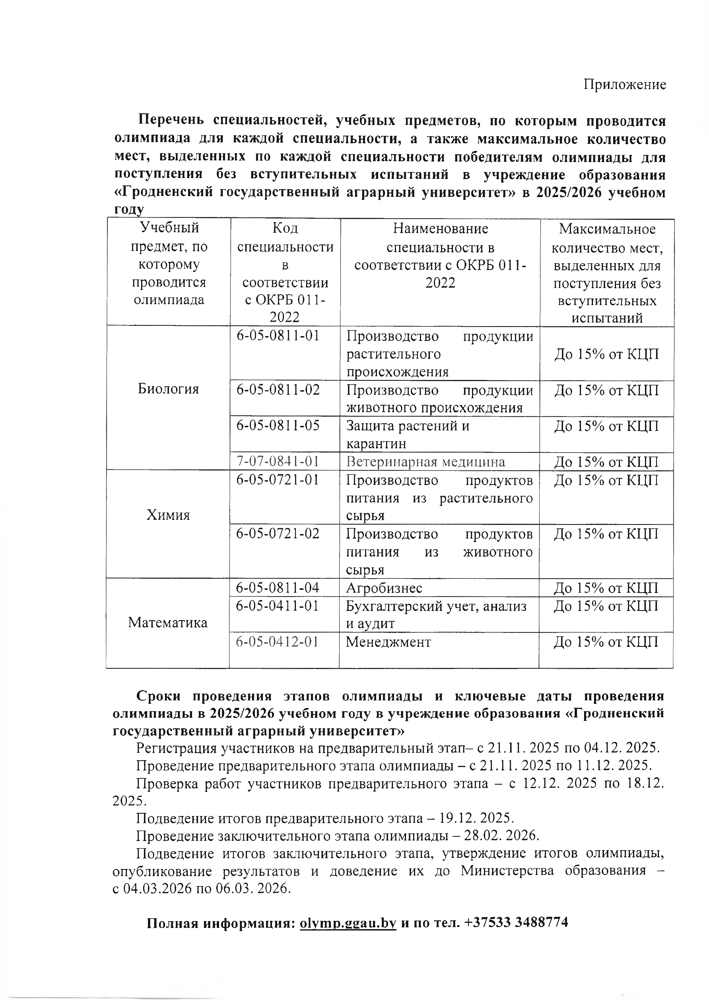 Приложение
Перечень специальностей, учебных предметов, по которым проводится
олимпиада для каждой специальности, а также максимальное количество
мест, выделенных по каждой специальности победителям олимпиады для
поступления без вступительных испытаний в учреждение образования
«Гродненский государственный аграрный университет» в 2025/2026 учебном
году
Учебный
предмет, по
которому
проводится
олимпиада
Код
специальности
в
соответствии
с ОКРБ 011-
2022
Наименование
специальности в
соответствии с ОКРБ 011-
2022
Максимальное
количество мест,
выделенных для
поступления без
вступительных
испытаний
Биология
6-05-0811-01
Производство продукции
растительного
происхождения
До 15% от КЦП
6-05-0811-02
Производство продукции
животного происхождения
До 15% от КЦП
6-05-0811-05
Защита растений и
карантин
До 15% от КЦП
7-07-0841-01
Ветеринарная медицина
До 15% от КЦП
Химия
6-05-0721-01
Производство продуктов
питания из растительного
сырья
До 15% от КЦП
6-05-0721-02
Производство продуктов
питания из животного
сырья
До 15% от КЦП
Математика
6-05-0811-04
Агробизнес
До 15% от КЦП
6-05-0411-01
Бухгалтерский учет, анализ
и аудит
До 15% от КЦП
6-05-0412-01
Менеджмент
До 15% от КЦП
Сроки проведения этапов олимпиады и ключевые даты проведения
олимпиады в 2025/2026 учебном году в учреждение образования «Гродненский
государственный аграрный университет»
Регистрация участников на предварительный этап– с 21.11. 2025 по 04.12. 2025.
Проведение предварительного этапа олимпиады – с 21.11. 2025 по 11.12. 2025.
Проверка работ участников предварительного этапа – с 12.12. 2025 по 18.12.
2025.
Подведение итогов предварительного этапа – 19.12. 2025.
Проведение заключительного этапа олимпиады – 28.02. 2026.
Подведение итогов заключительного этапа, утверждение итогов олимпиады,
опубликование результатов и доведение их до Министерства образования –
с 04.03.2026 по 06.03. 2026.
Полная информация: olymp.ggau.by и по тел. +37533 3488774